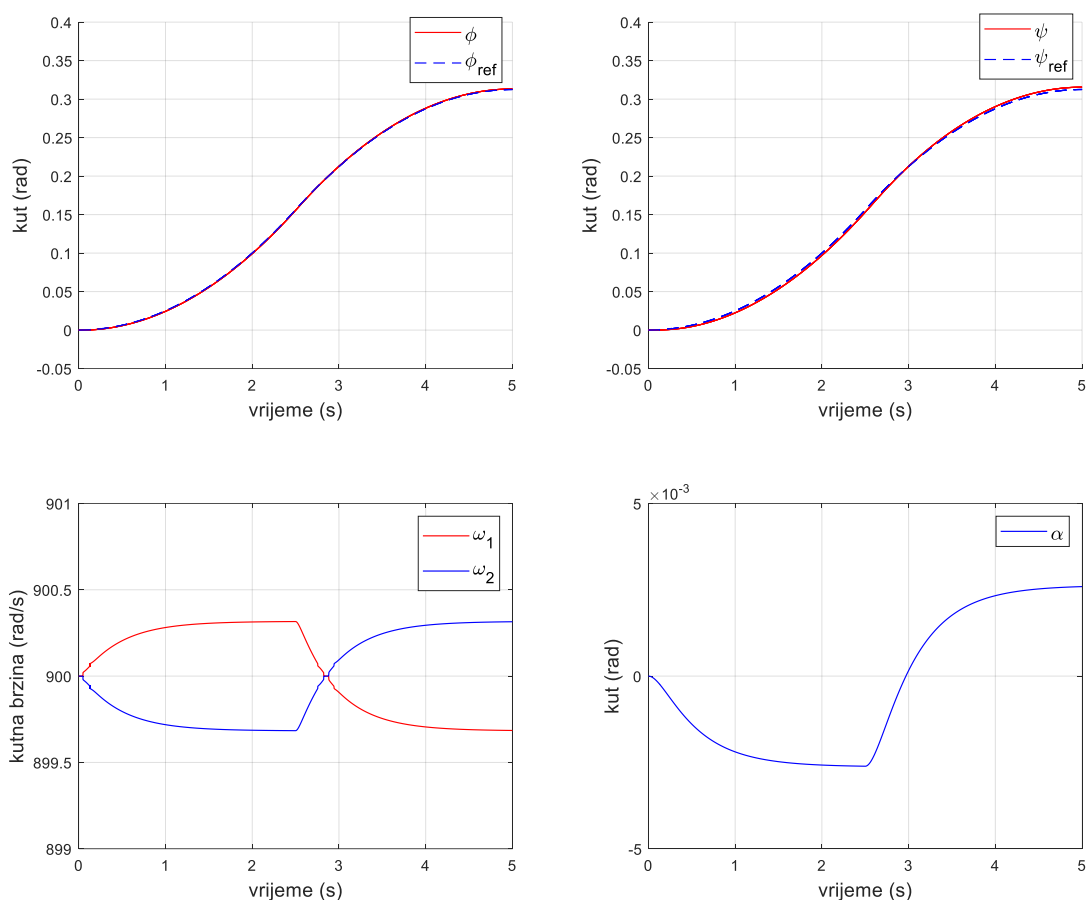 0.4
0.35
0.3
0.25
0.2
0.15
0.1
0.05
0
-0.05
0 1 2 3 4 5
kut (rad)
vrijeme (s)
ϕ
ϕref
0.4
0.35
0.3
0.25
0.2
0.15
0.1
0.05
0
-0.05
0 1 2 3 4 5
kut (rad)
vrijeme (s)
ψ
ψref
901
900.5
900
899.5
899
0 1 2 3 4 5
kutna brzina (rad/s)
vrijeme (s)
ω1
ω2
×10-3
5
0
-5
0 1 2 3 4 5
kut (rad)
vrijeme (s)
α